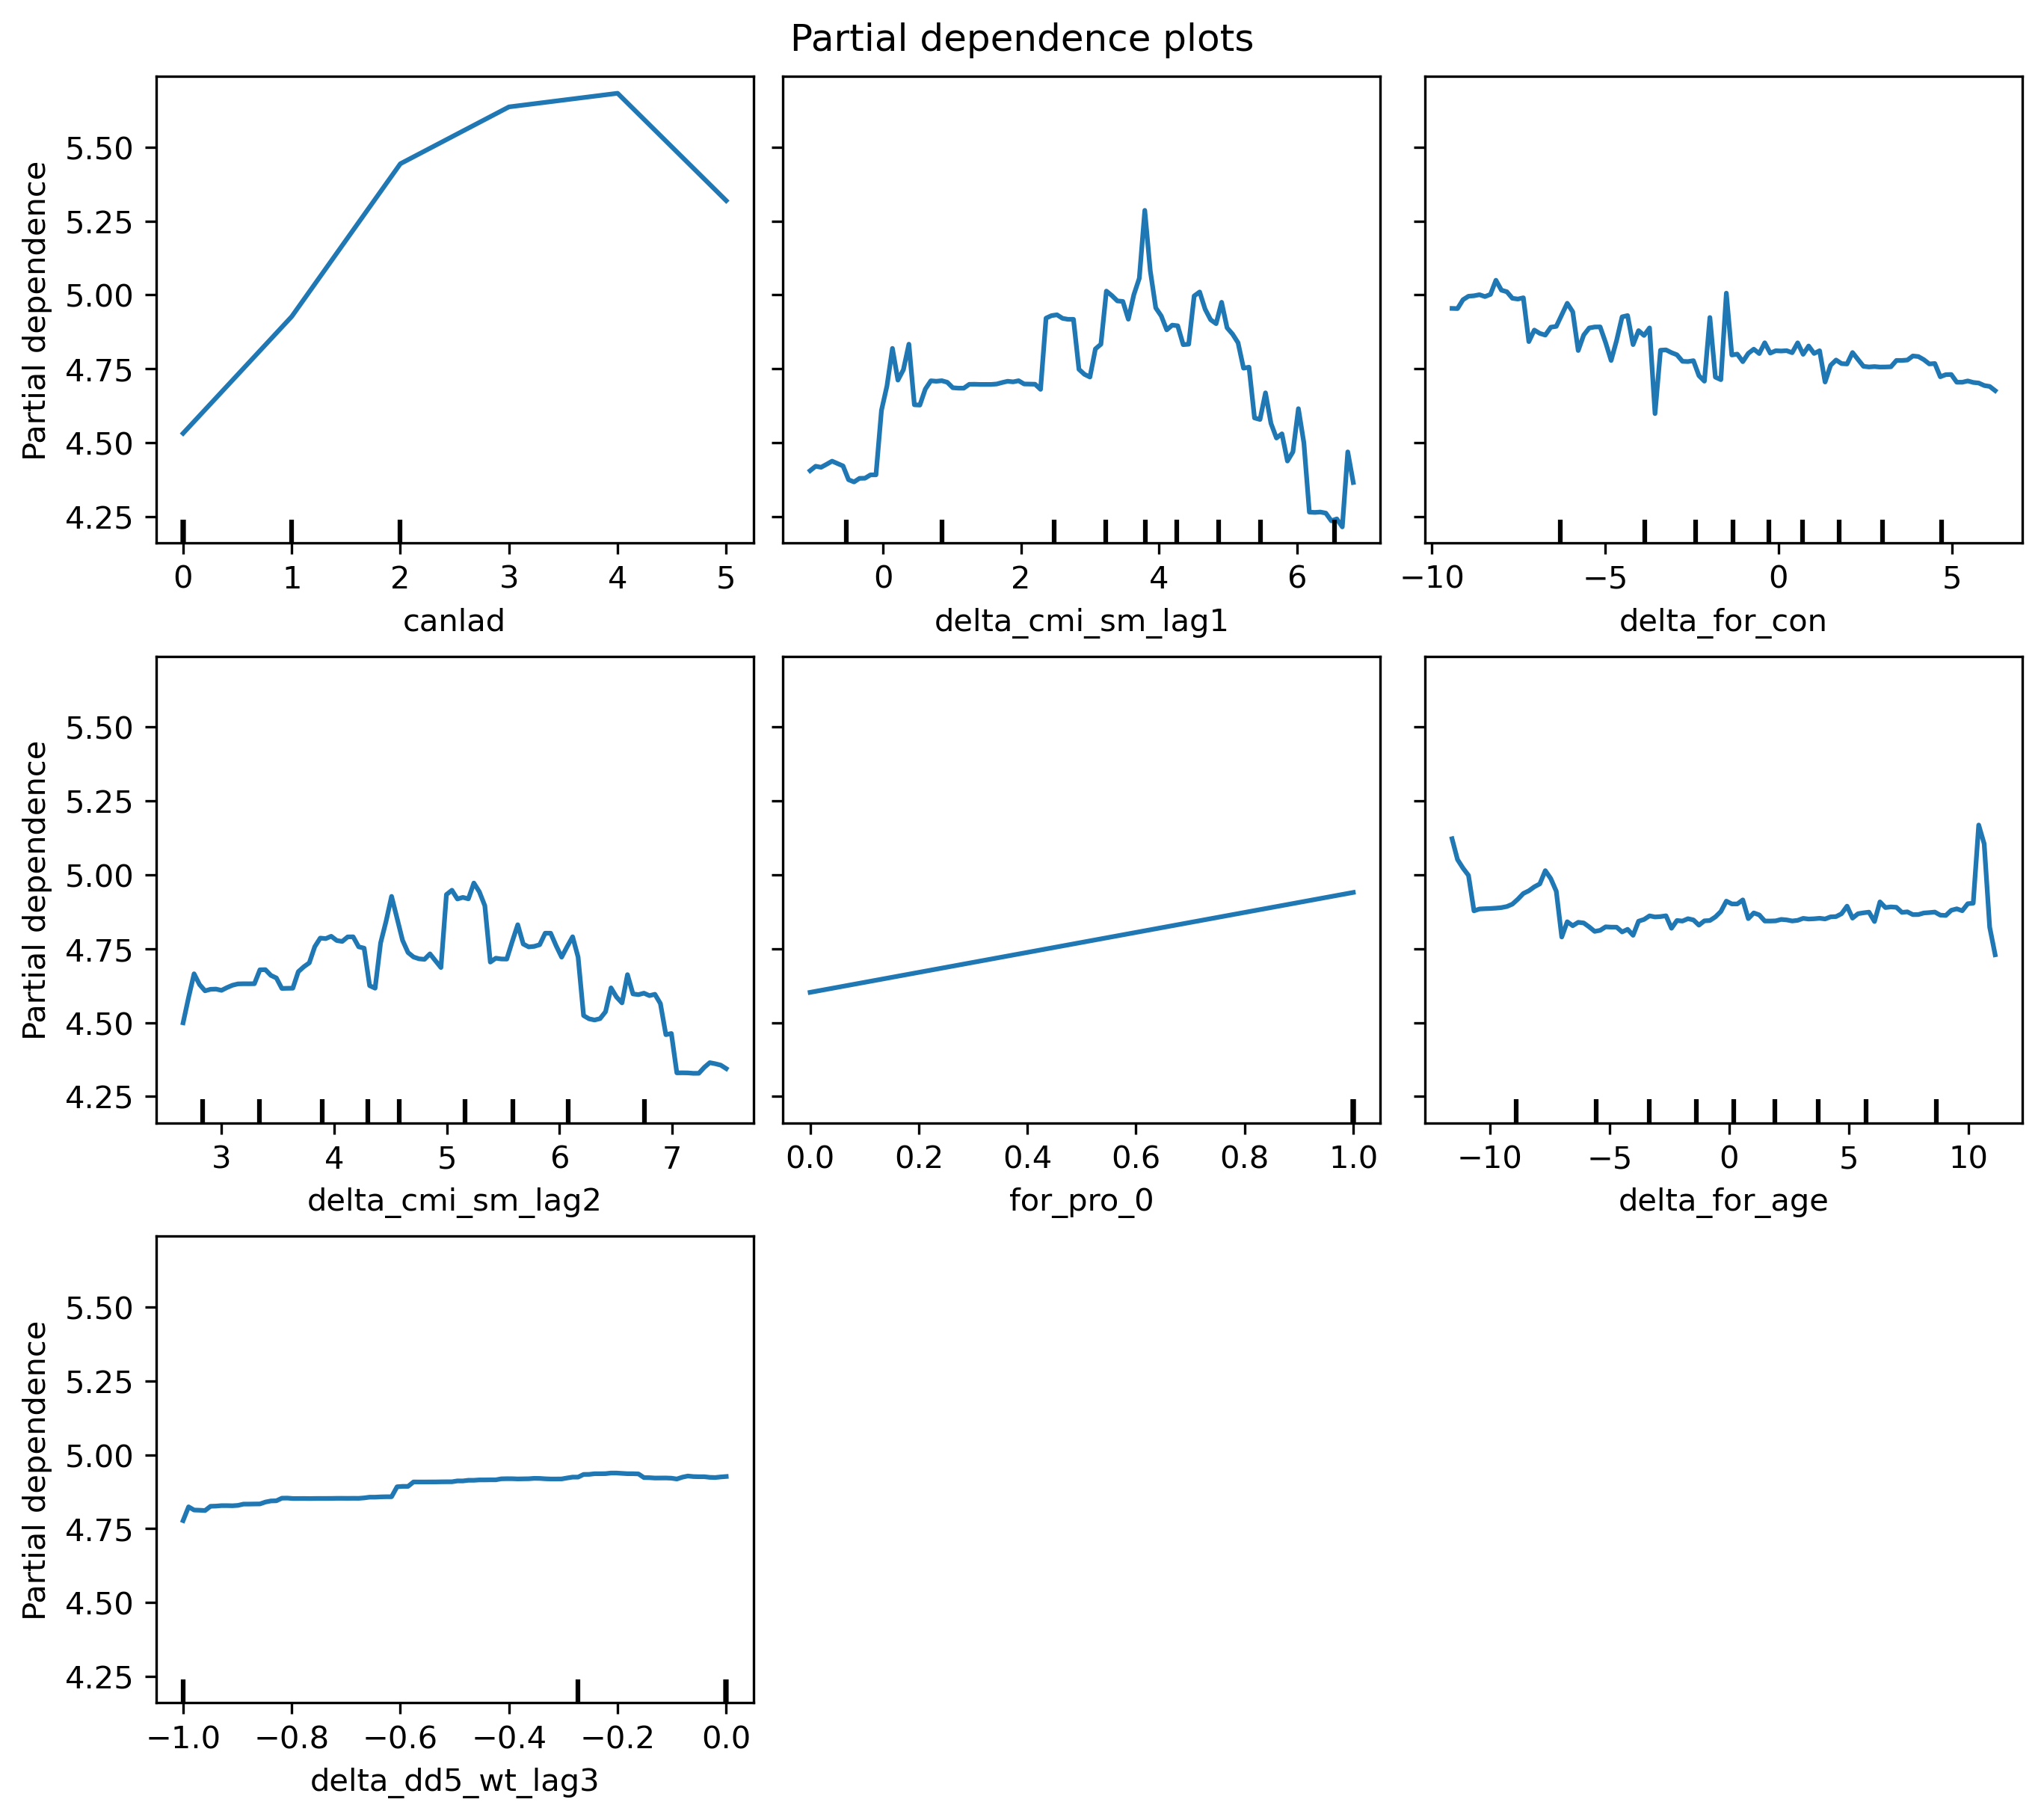 Partial dependence plots
Partial dependence
5.50
5.25
5.00
4.75
4.50
4.25
0 1 2 3 4 5
canlad
0 2 4 6
delta_cmi_sm_lag1
−10 −5 0 5
delta_for_con
Partial dependence
5.50
5.25
5.00
4.75
4.50
4.25
3 4 5 6 7
delta_cmi_sm_lag2
0.0 0.2 0.4 0.6 0.8 1.0
for_pro_0
−10 −5 0 5 10
delta_for_age
Partial dependence
5.50
5.25
5.00
4.75
4.50
4.25
−1.0 −0.8 −0.6 −0.4 −0.2 0.0
delta_dd5_wt_lag3